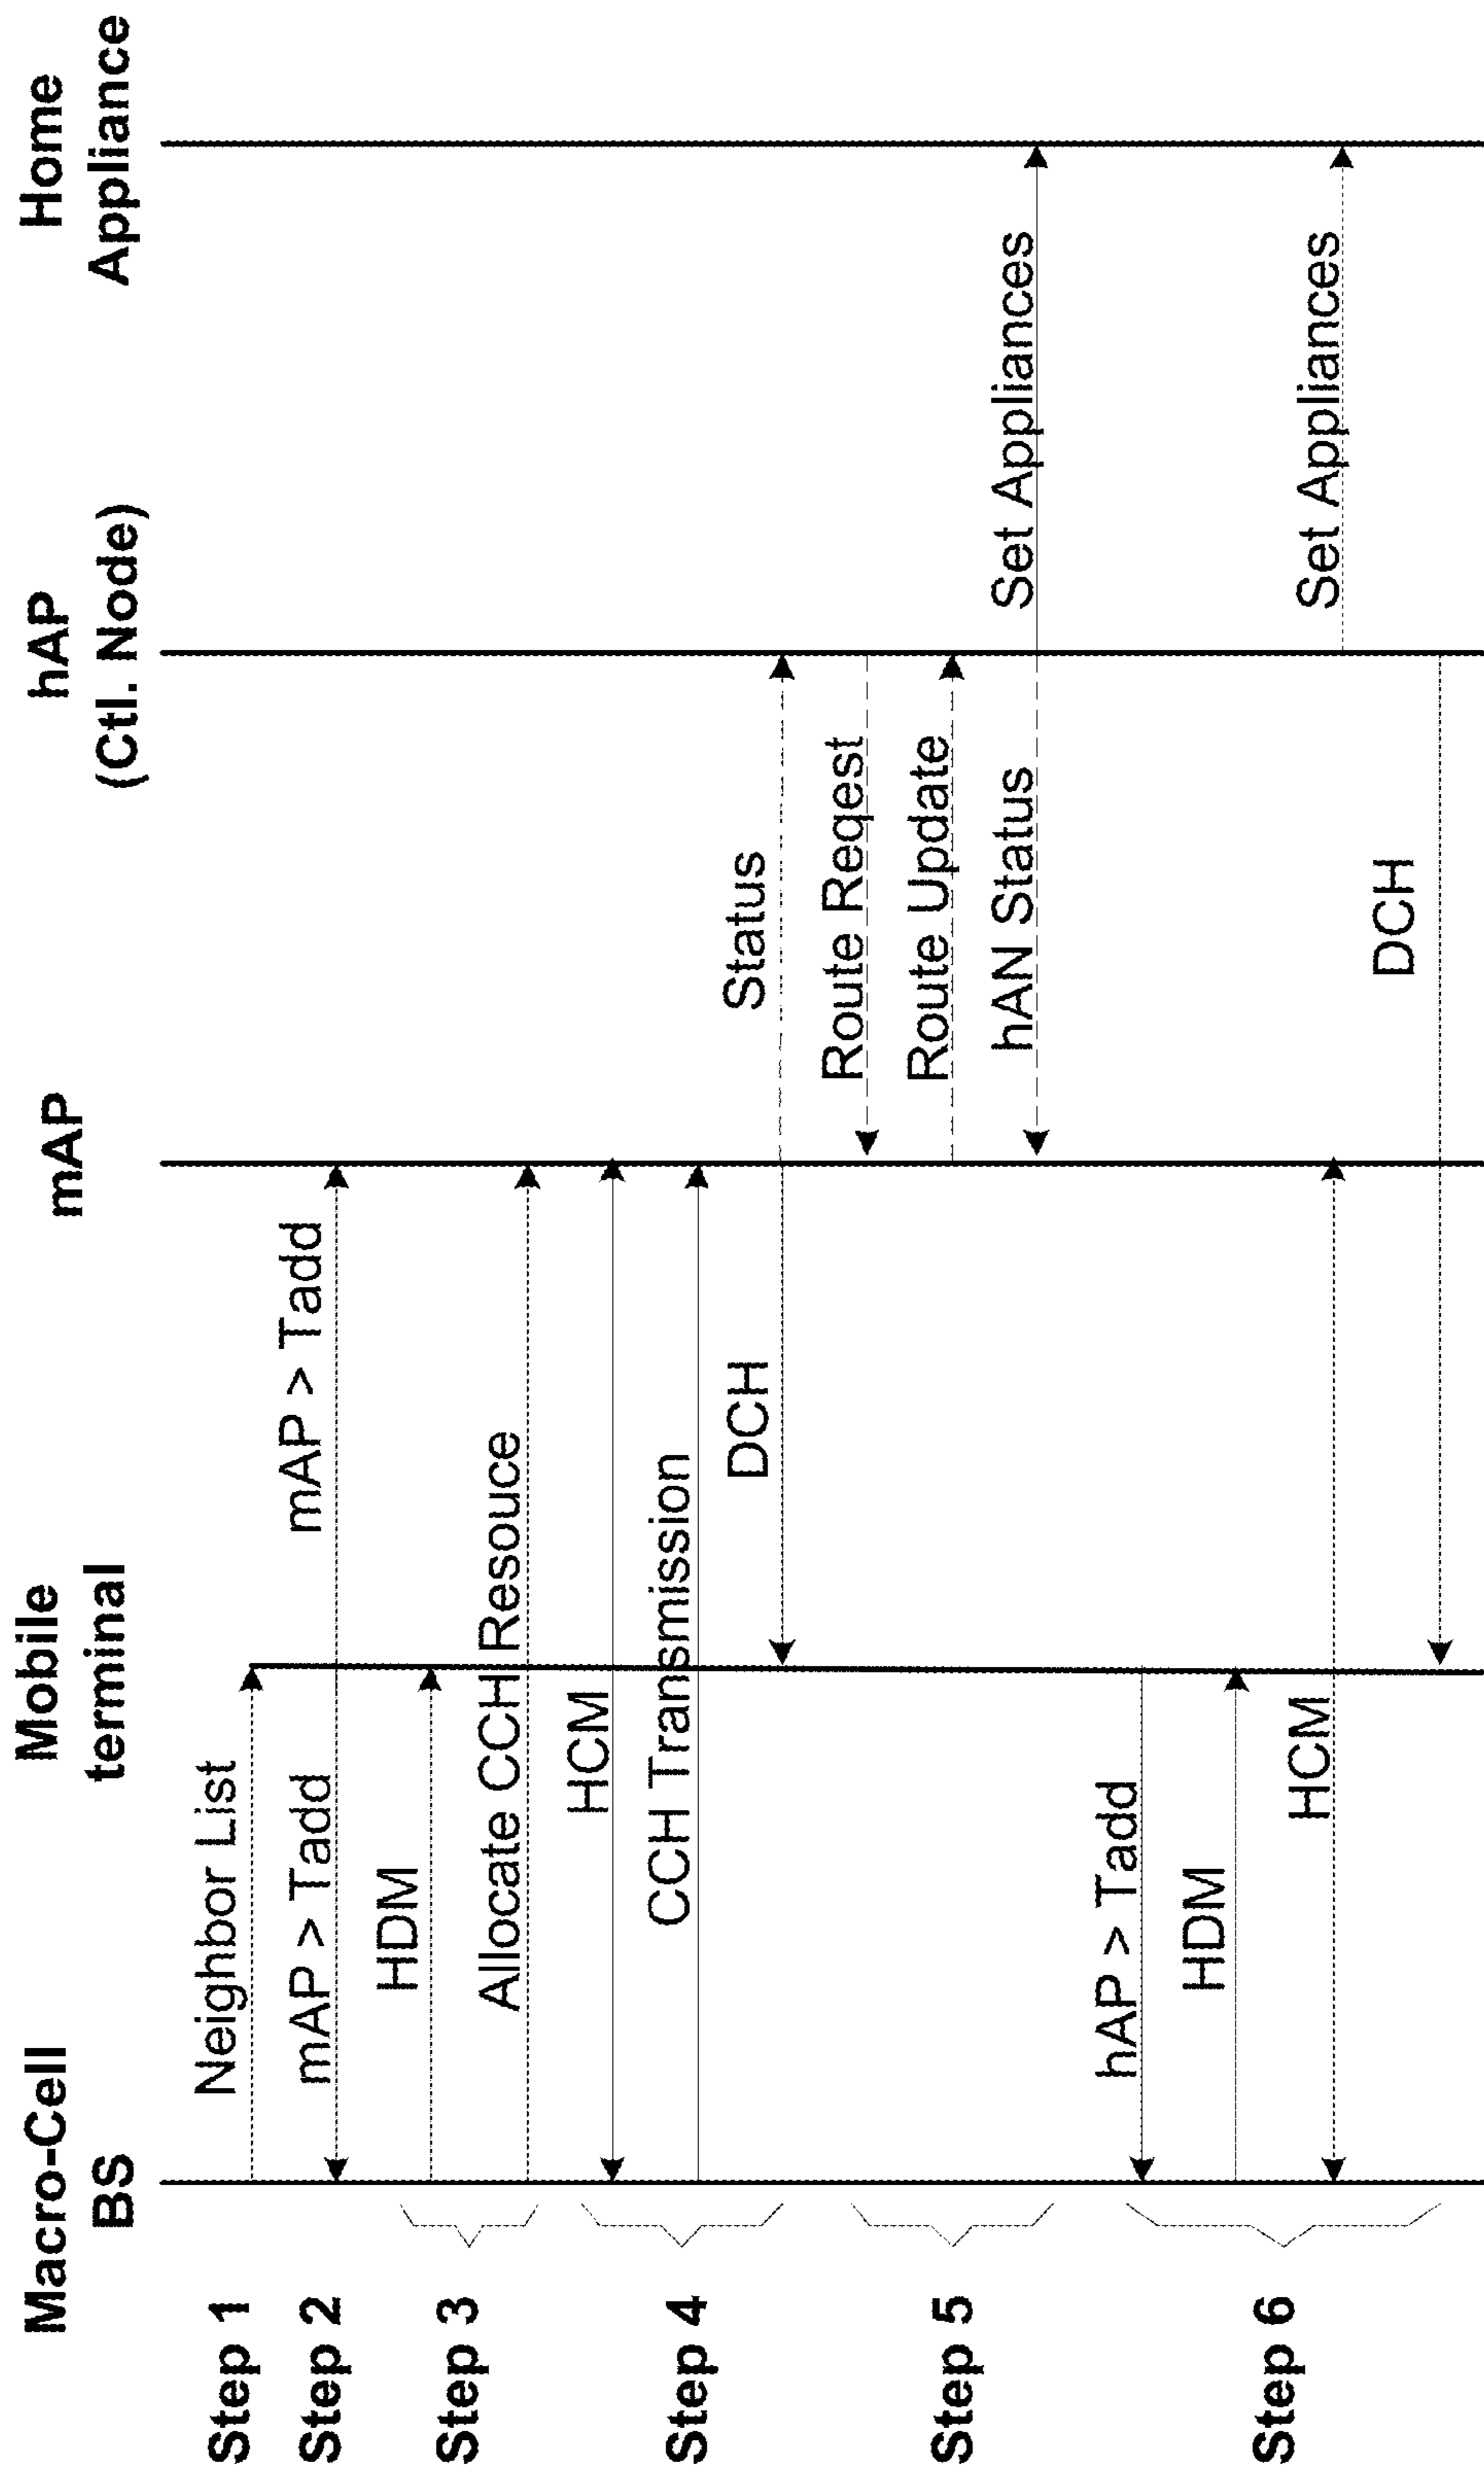 Macro-Cell
BS
Mobile
terminal
mAP
hAP
(Ctl. Node)
Home
Appliance
Step 1
Neighbor List
Step 2
mAP > Tadd
mAP > Tadd
Step 3
HDM
Allocate CCH Resouce
Step 4
HCM
CCH Transmission
DCH
Status
Step 5
Route Reqest
Route Update
hAN Status
Set Appliances
Step 6
hAP > Tadd
HDM
HCM
Set Appliances
DCH